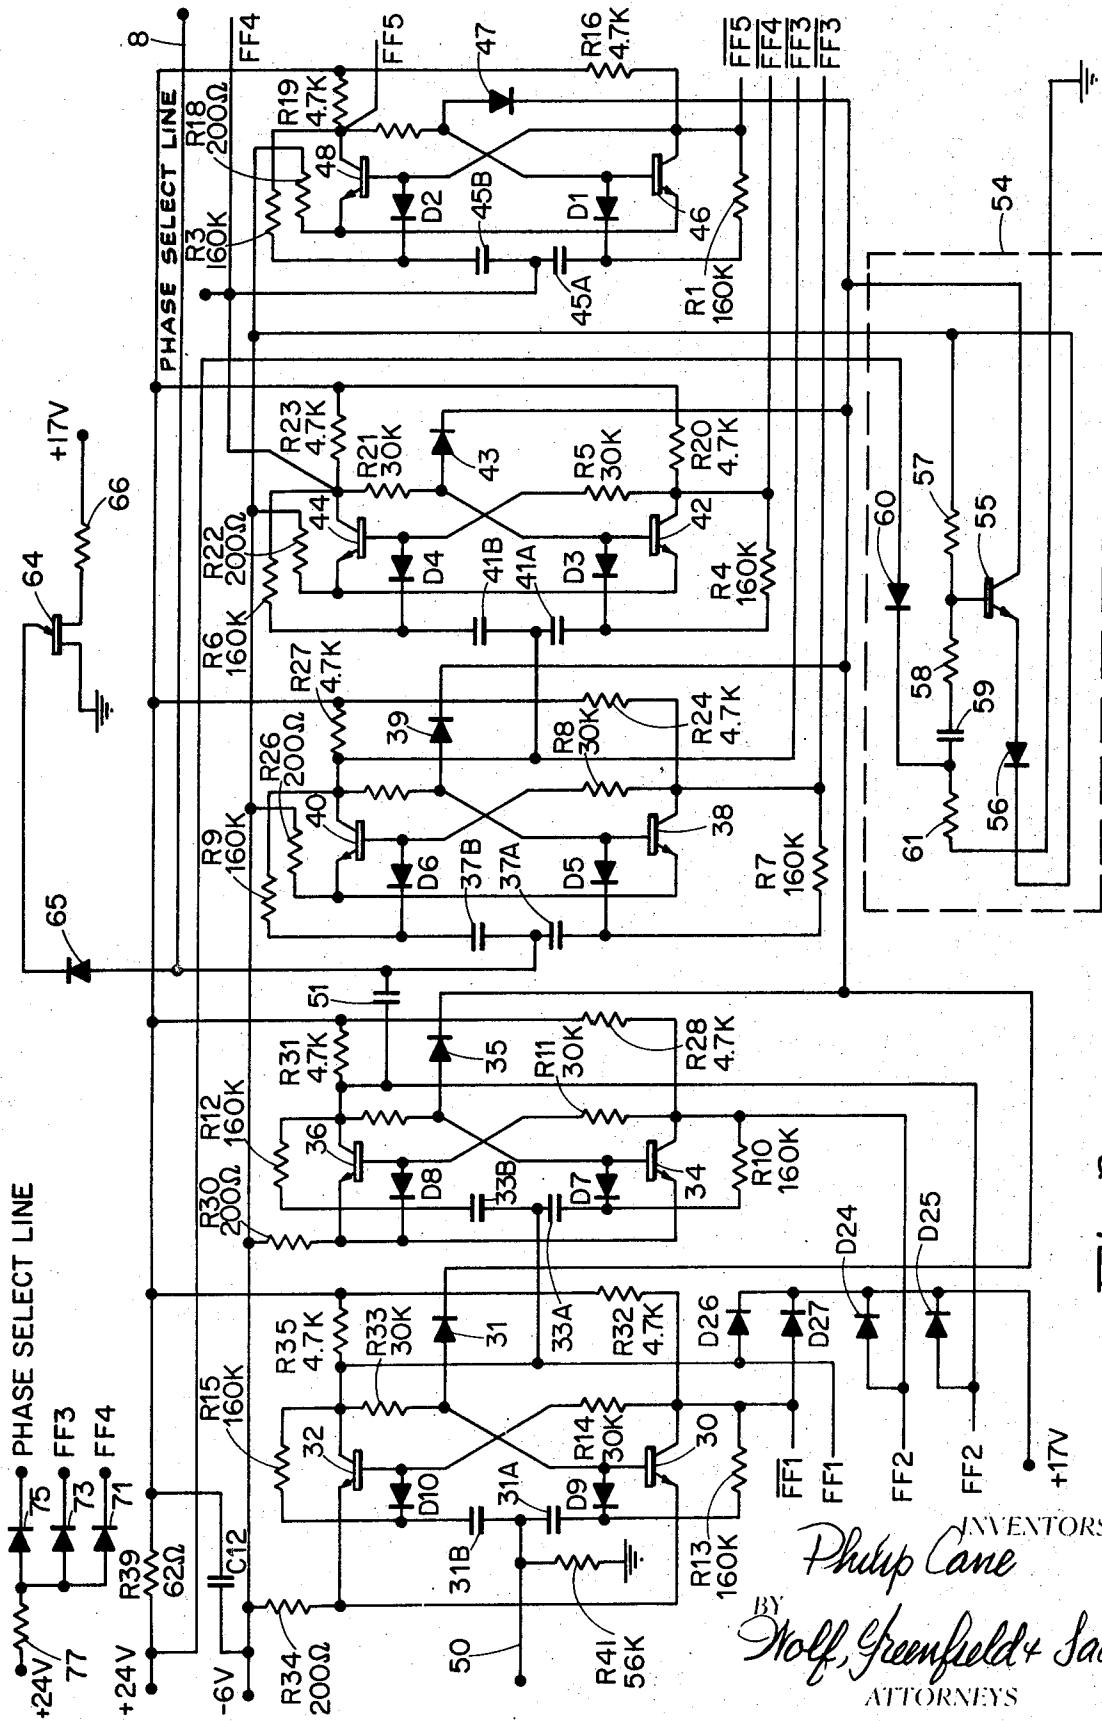 8
PHASE SELECT LINE
FF4
FF5
R3
160K
R18
200Ω
R19
4.7K
48
47
R16
4.7K
D2
45B
D1
45A
46
R1
160K
FF5
FF4
FF3
FF3
54
+17V
66
64
R6
160K
R22
200Ω
R23
4.7K
R21
30K
44
43
R5
30K
R20
4.7K
D4
41B
41A
D3
42
R4
160K
60
57
55
58
59
56
61
65
R9
160K
R26
200Ω
R27
4.7K
40
39
R8
30K
R24
4.7K
D6
37B
37A
D5
38
R7
160K
51
R30
200Ω
R12
160K
R31
4.7K
36
35
R11
30K
R28
4.7K
D8
33B
D7
34
R10
160K
33A
D24
D25
PHASE SELECT LINE
75
FF3
73
FF4
71
+24V
77
+24V
R39
62Ω
-6V
C12
R34
200Ω
R15
160K
R35
4.7K
R33
30K
32
31
R32
4.7K
D26
D27
D10
31B
31A
D9
R14
30K
30
R13
160K
50
R41
56K
FF1
FF1
FF2
FF2
+17V
INVENTORS
Philip Cane
BY
Wolf, Greenfield &
ATTORNEYS